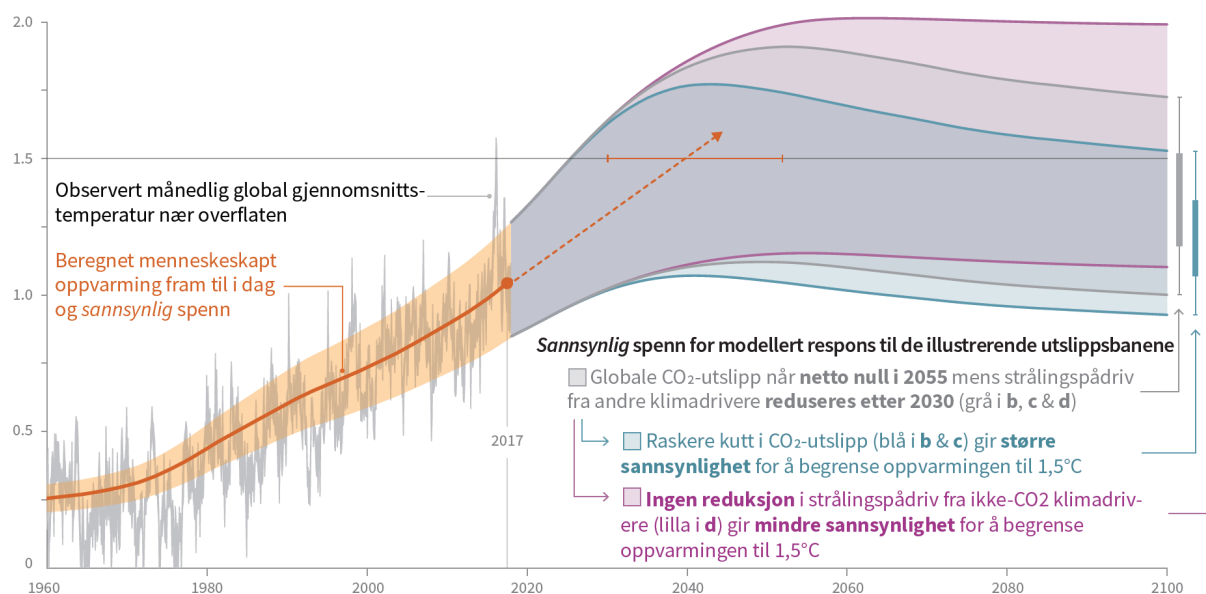 2.0
1.5
1.0
0.5
0
Observert månedlig global gjennomsnitts-
temperatur nær overflaten
Beregnet menneskeskapt
oppvarming fram til i dag
og sannsynlig spenn
2017
Sannsynlig spenn for modellert respons til de illustrerende utslippsbanene
Globale CO₂-utslipp når netto null i 2055 mens strålingspådriv
fra andre klimadrivere reduseres etter 2030 (grå i b, c & d)
Raskere kutt i CO₂-utslipp (blå i b & c) gir større
sannsynlighet for å begrense oppvarmingen til 1,5°C
Ingen reduksjon i strålingspådriv fra ikke-CO2 klimadriv-
ere (lilla i d) gir mindre sannsynlighet for å begrense
oppvarmingen til 1,5°C
1960 1980 2000 2020 2040 2060 2080 2100